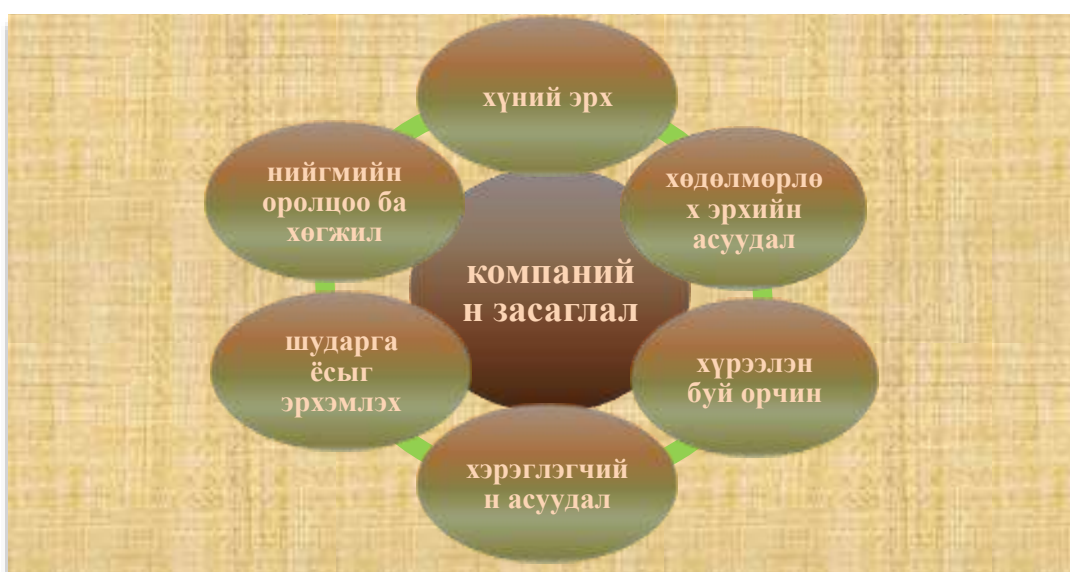 хүний эрх
хөдөлмөрлө
х эрхийн
асуудал
хүрээлэн
буй орчин
хэрэглэгчий
н асуудал
шударга
ёсыг
эрхэмлэх
нийгмийн
оролцоо ба
хөгжил
компаний
н засаглал